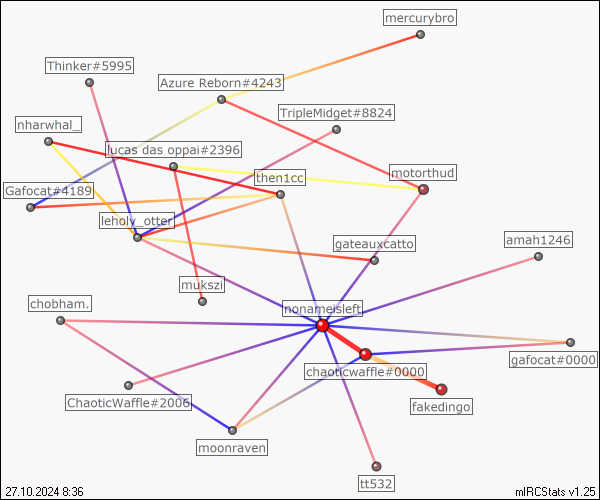 mercurybro
Thinker#5995
Azure Reborn#4243
TripleMidget#8824
nharwhal_
lucas das oppai#2396
then1cc
motorthud
Gafocat#4189
leholy_otter
gateauxcatto
amah1246
mukszi
chobham.
nonameisleft
gafocat#0000
chaoticwaffle#0000
ChaoticWaffle#2006
fakedingo
moonraven
tt532
27.10.2024 8:36
mIRCStats v1.25